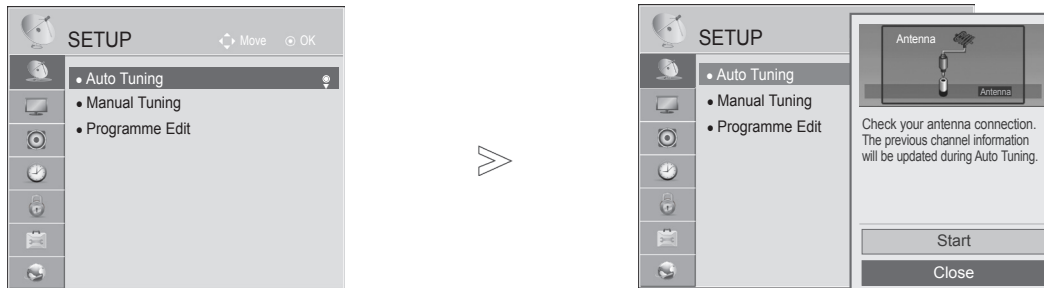 SETUP
Move OK
● Auto Tuning
● Manual Tuning
● Programme Edit
SETUP
● Auto Tuning
● Manual Tuning
● Programme Edit
Antenna
Antenna
Check your antenna connection.
The previous channel information
will be updated during Auto Tuning.
Start
Close